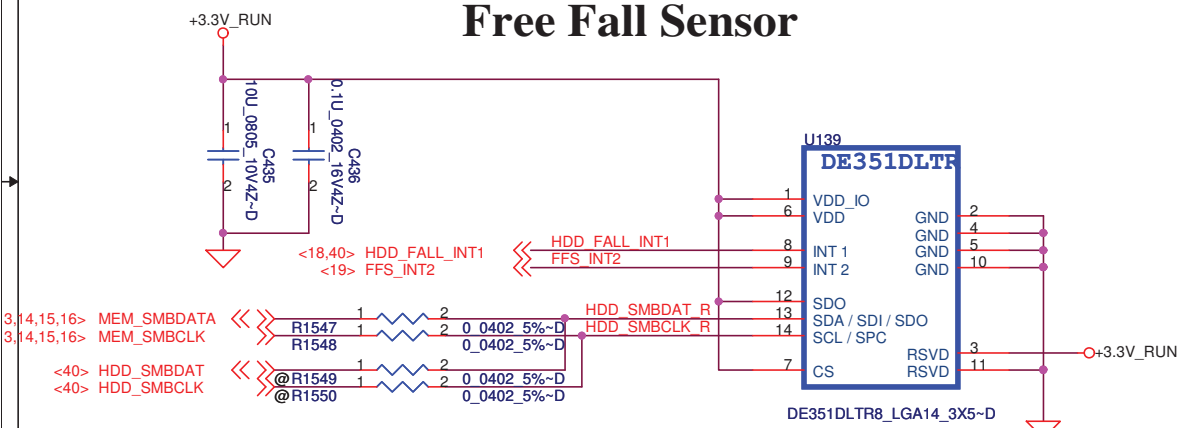 Free Fall Sensor
+3.3V_RUN
1
2
10U_0805_10V4Z~D
C435
1
2
0.1U_0402_16V4Z~D
C436
U139
DE351DLTR
1 VDD_IO
6 VDD
GND 2
GND 4
8 INT 1
GND 5
9 INT 2
GND 10
<18,40> HDD_FALL_INT1
HDD_FALL_INT1
<19> FFS_INT2
FFS_INT2
12 SDO
3,14,15,16> MEM_SMBDATA
1 2
HDD_SMBDAT_R
13 SDA / SDI / SDO
R1547 0_0402_5%~D
3,14,15,16> MEM_SMBCLK
1 2
HDD_SMBCLK_R
14 SCL / SPC
R1548 0_0402_5%~D
RSVD 3
+3.3V_RUN
<40> HDD_SMBDAT
1 2
7 CS
RSVD 11
@R1549 0_0402_5%~D
<40> HDD_SMBCLK
1 2
@R1550 0_0402_5%~D
DE351DLTR8_LGA14_3X5~D